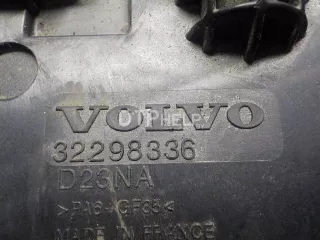 VOLVO
32298336
D23NA
>PA6-GF35<
MADE IN FRANCE